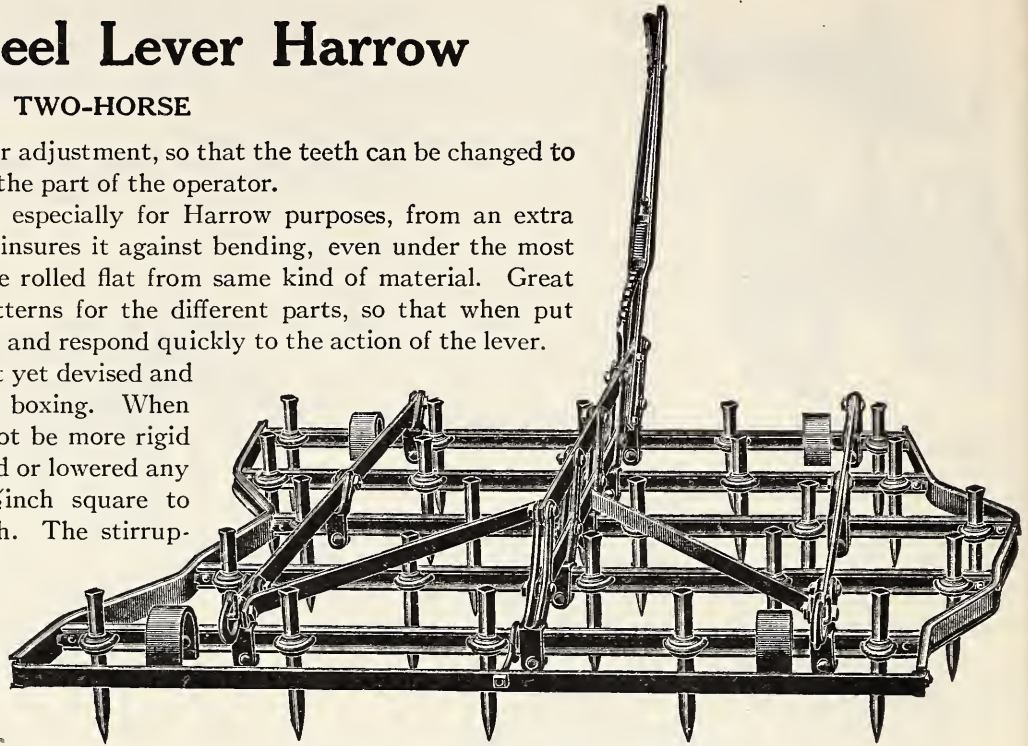 eel Lever Harrow
TWO-HORSE
r adjustment, so that the teeth can be changed to
the part of the operator.
especially for Harrow purposes, from an extra
insures it against bending, even under the most
e rolled flat from same kind of material. Great
tterns for the different parts, so that when put
and respond quickly to the action of the lever.
t yet devised and
boxing. When
ot be more rigid
d or lowered any
inch square to
h. The stirrup-